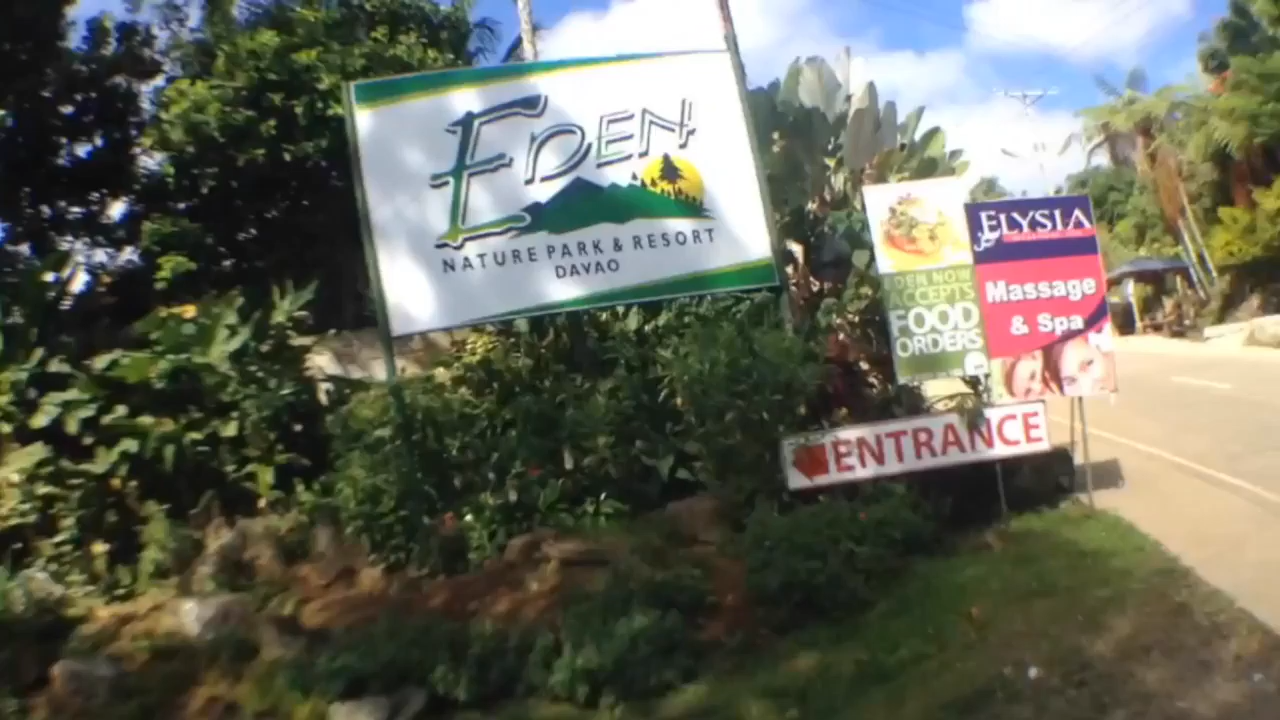 EDEN
NATURE PARK & RESORT
DAVAO
EDEN NOW
ACCEPTS
FOOD
ORDERS
ELYSIA
Massage
& Spa
ENTRANCE